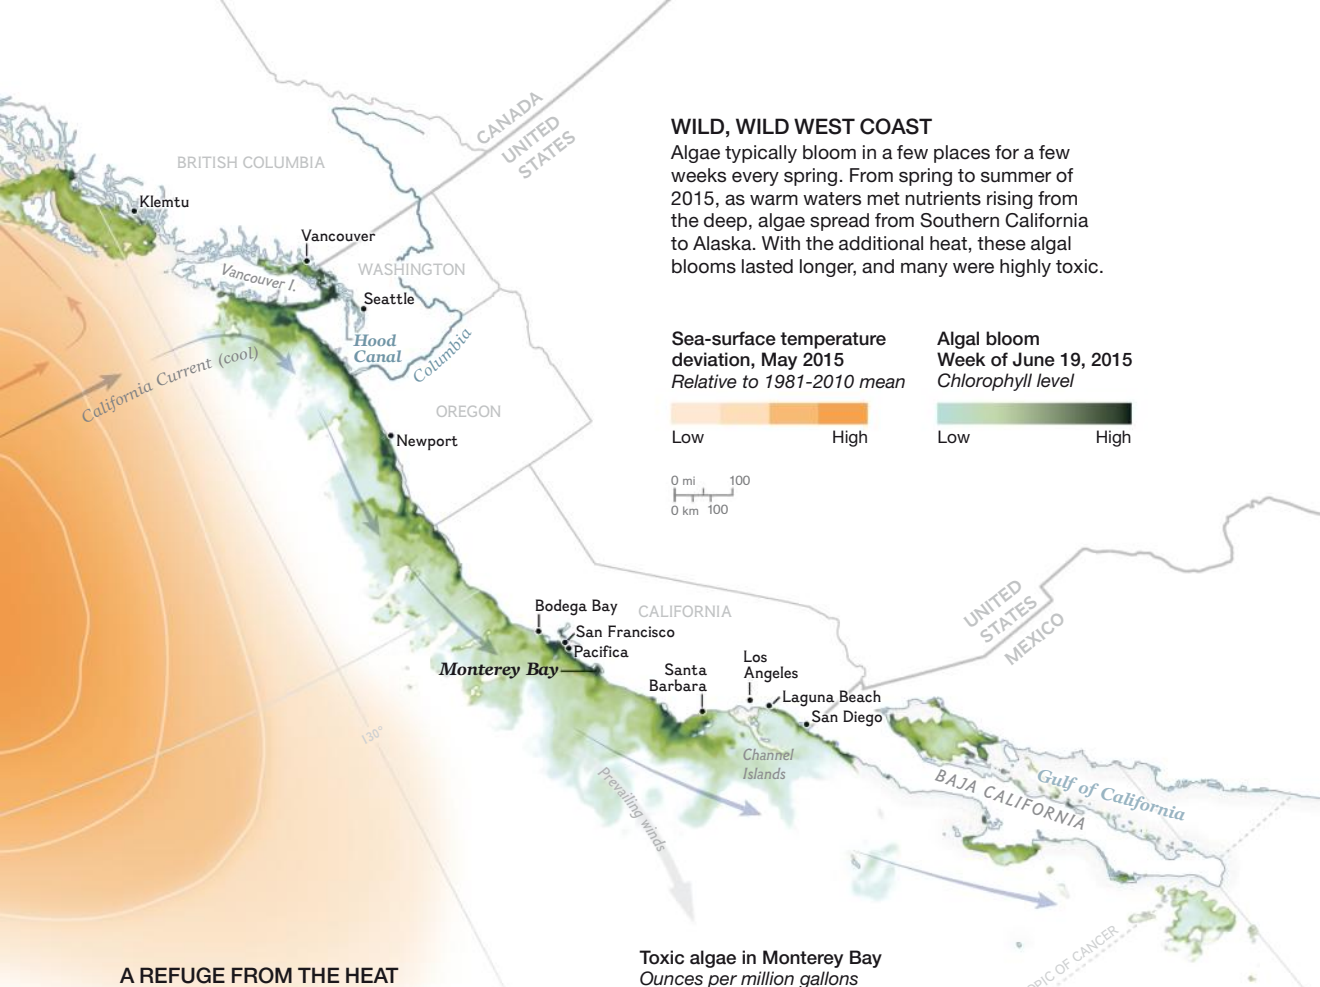 CANADA
UNITED
STATES
WILD, WILD WEST COAST
Algae typically bloom in a few places for a few
weeks every spring. From spring to summer of
2015, as warm waters met nutrients rising from
the deep, algae spread from Southern California
to Alaska. With the additional heat, these algal
blooms lasted longer, and many were highly toxic.
BRITISH COLUMBIA
Klemtu
Vancouver
Vancouver I.
WASHINGTON
Seattle
Hood
Canal
Columbia
California Current (cool)
OREGON
Newport
Sea-surface temperature
deviation, May 2015
Relative to 1981-2010 mean
Low High
Algal bloom
Week of June 19, 2015
Chlorophyll level
Low High
0 mi 100
0 km 100
UNITED
STATES
MEXICO
Bodega Bay
CALIFORNIA
San Francisco
Pacifica
Monterey Bay
Santa
Barbara
Los
Angeles
Laguna Beach
San Diego
130°
Channel
Islands
Prevailing winds
BAJA CALIFORNIA
Gulf of California
PIC OF CANCER
A REFUGE FROM THE HEAT
Toxic algae in Monterey Bay
Ounces per million gallons